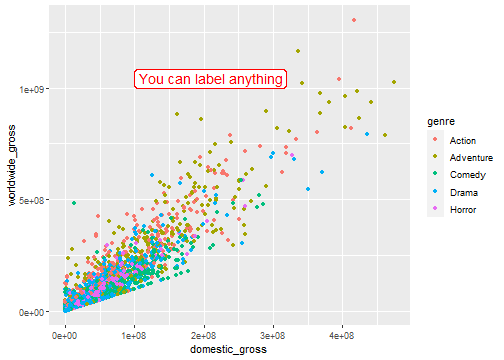 You can label anything
1e+09
5e+08
0e+00
worldwide_gross
0e+00 1e+08 2e+08 3e+08 4e+08
domestic_gross
genre
Action
Adventure
Comedy
Drama
Horror